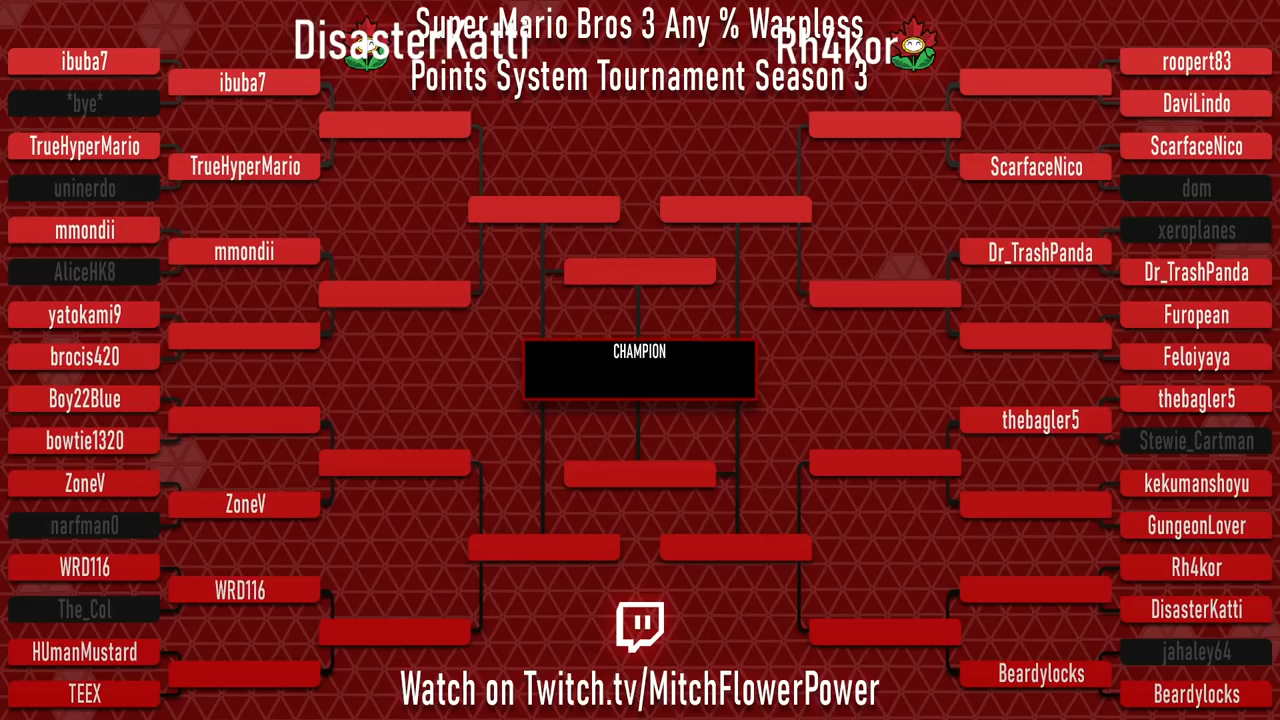 Super Mario Bros 3 Any % Warpless
Points System Tournament Season 3
DisasterKatti
Rh4kor
ibuba7
*bye*
TrueHyperMario
uninerdo
mmondii
AliceHK8
yatokami9
brocis420
Boy22Blue
bowtie1320
ZoneV
narfman0
WRD116
The_Col
HUmanMustard
TEEX
ibuba7
TrueHyperMario
mmondii
ZoneV
WRD116
CHAMPION
ScarfaceNico
Dr_TrashPanda
thebagler5
Beardylocks
roopert83
DaviLindo
ScarfaceNico
dom
xeroplanes
Dr_TrashPanda
Furopean
Feloiyaya
thebagler5
Stewie_Cartman
kekumanshoyu
GungeonLover
Rh4kor
DisasterKatti
jahaley64
Beardylocks
Watch on Twitch.tv/MitchFlowerPower